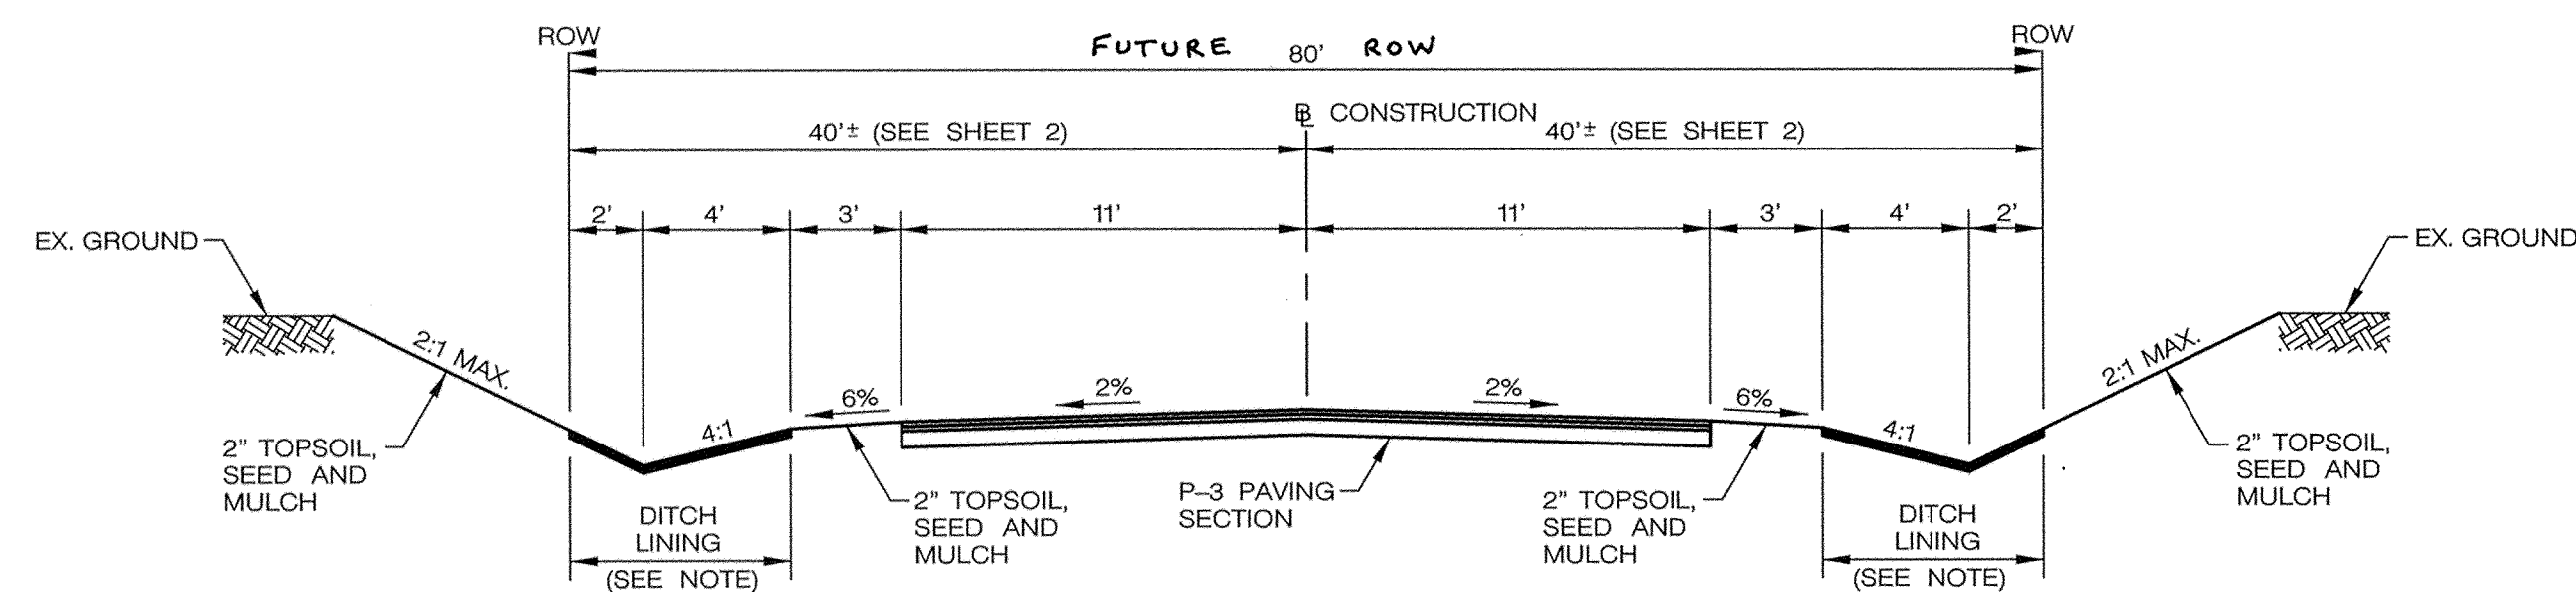 ROW
FUTURE ROW
ROW
80'
℄ CONSTRUCTION
40'± (SEE SHEET 2)
40'± (SEE SHEET 2)
2'
4'
3'
11'
11'
3'
4'
2'
EX. GROUND
EX. GROUND
2:1 MAX.
4:1
6%
2%
2%
6%
4:1
2:1 MAX.
2" TOPSOIL,
SEED AND
MULCH
DITCH
LINING
(SEE NOTE)
2" TOPSOIL,
SEED AND
MULCH
P-3 PAVING
SECTION
2" TOPSOIL,
SEED AND
MULCH
DITCH
LINING
(SEE NOTE)
2" TOPSOIL,
SEED AND
MULCH